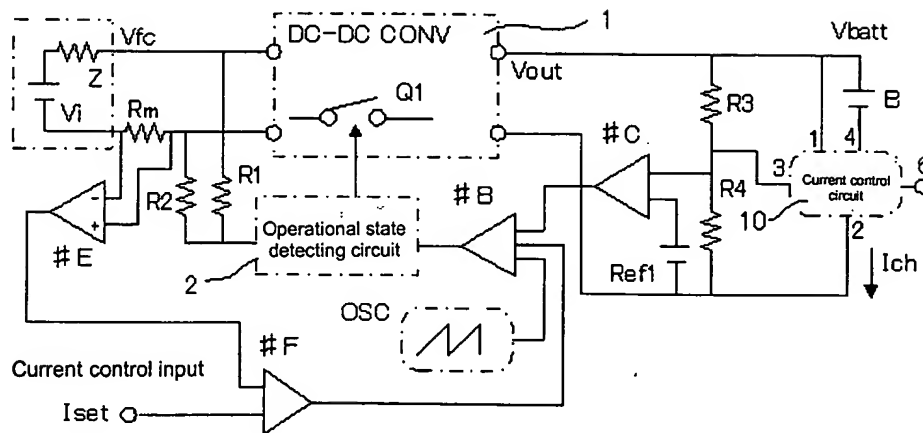 1
DC-DC CONV
Vfc
Vbatt
Z
Vout
Q1
Vi
Rm
R3
B
#C
1
4
3
6
R1
R2
R4
Current control
circuit
#B
10
2
+
Operational state
detecting circuit
#E
Ref1
Ich
2
OSC
#F
Current control input
Iset